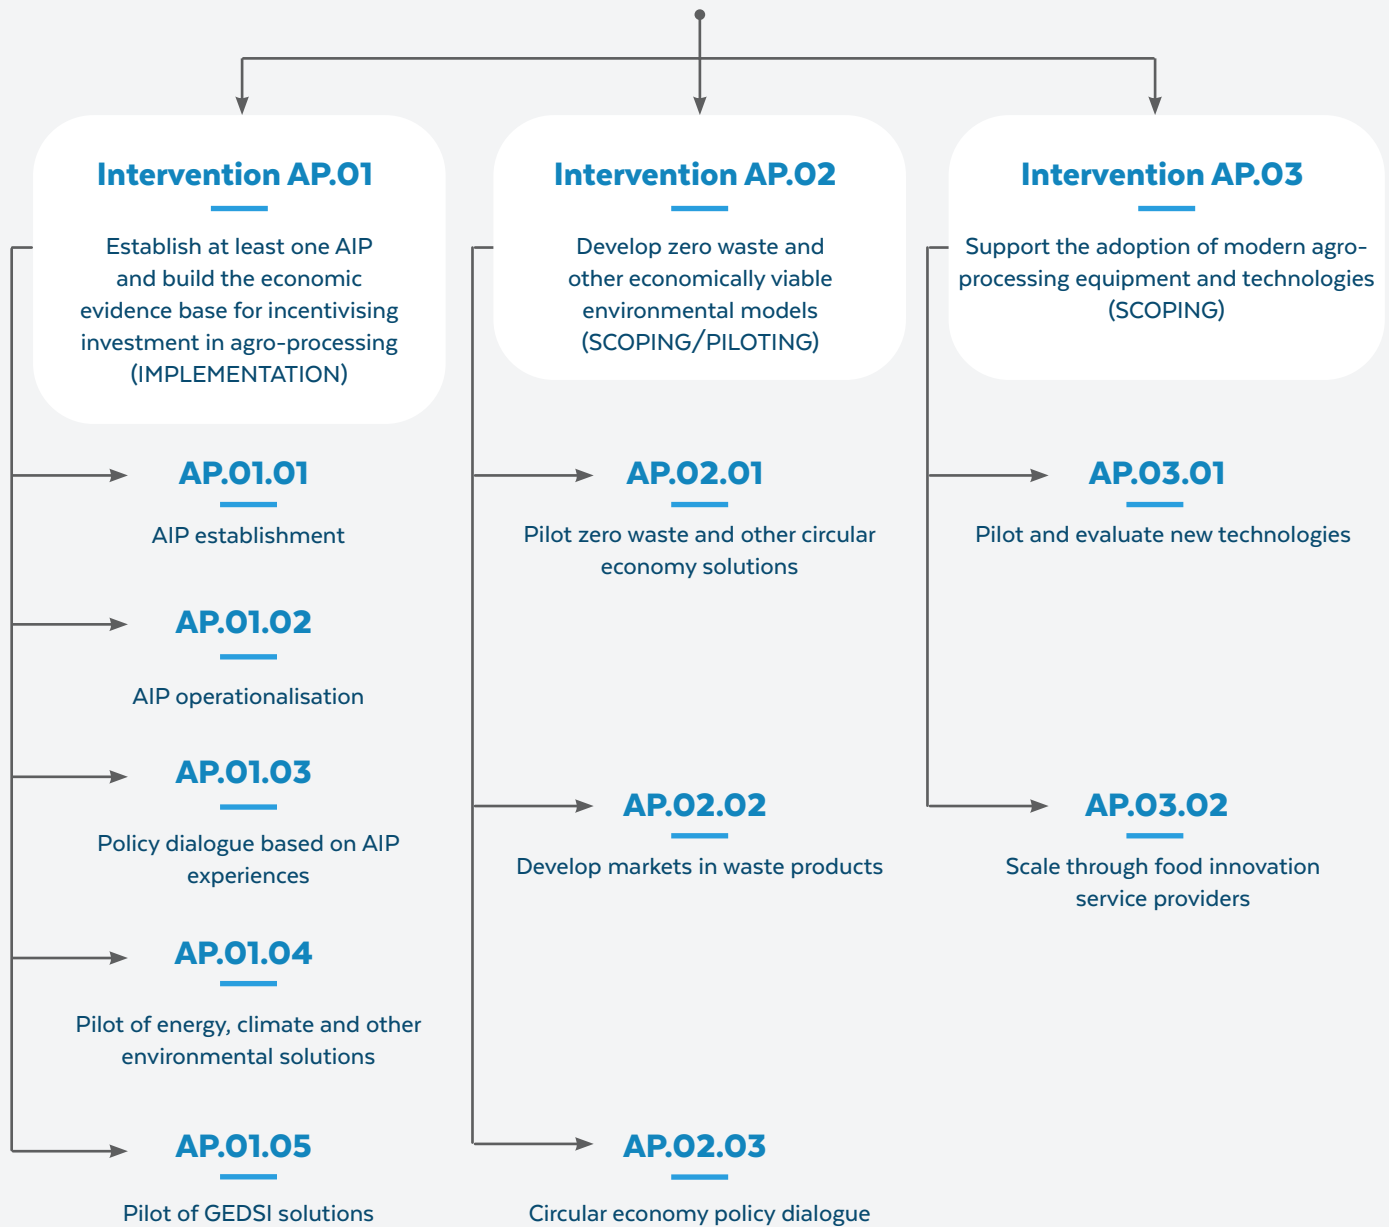 Intervention AP.01
Establish at least one AIP
and build the economic
evidence base for incentivising
investment in agro-processing
(IMPLEMENTATION)
AP.01.01
AIP establishment
AP.01.02
AIP operationalisation
AP.01.03
Policy dialogue based on AIP
experiences
AP.01.04
Pilot of energy, climate and other
environmental solutions
AP.01.05
Pilot of GEDSI solutions
Intervention AP.02
Develop zero waste and
other economically viable
environmental models
(SCOPING/PILOTING)
AP.02.01
Pilot zero waste and other circular
economy solutions
AP.02.02
Develop markets in waste products
AP.02.03
Circular economy policy dialogue
Intervention AP.03
Support the adoption of modern agro-
processing equipment and technologies
(SCOPING)
AP.03.01
Pilot and evaluate new technologies
AP.03.02
Scale through food innovation
service providers